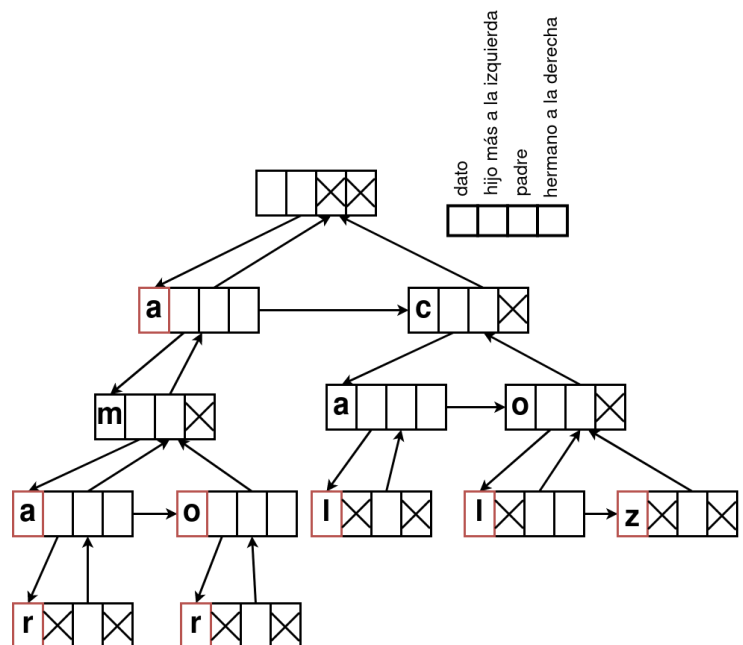 dato
hijo más a la izquierda
padre
hermano a la derecha
a
c
m
a
o
a
o
l
l
z
r
r